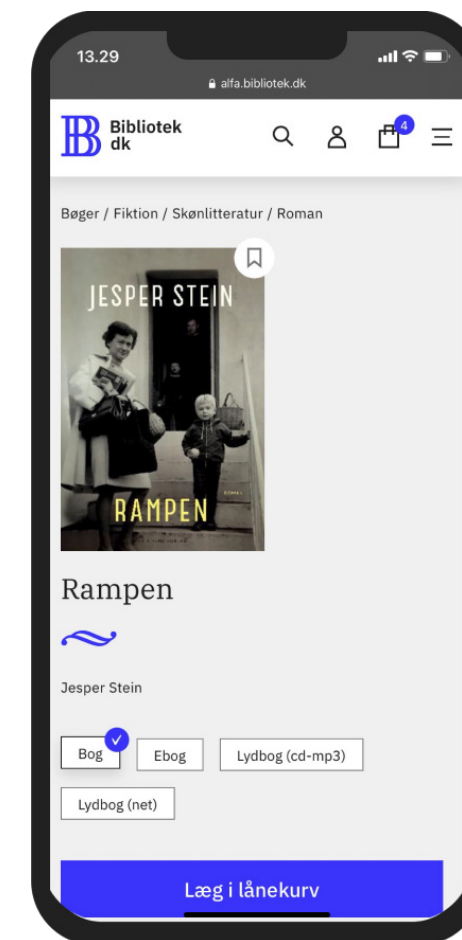 13.29
alfa.bibliotek.dk
Bibliotek
dk
4
Bøger / Fiktion / Skønlitteratur / Roman
JESPER STEIN
ROMAN
RAMPEN
Rampen
Jesper Stein
Bog
Ebog
Lydbog (cd-mp3)
Lydbog (net)
Læg i lånekurv